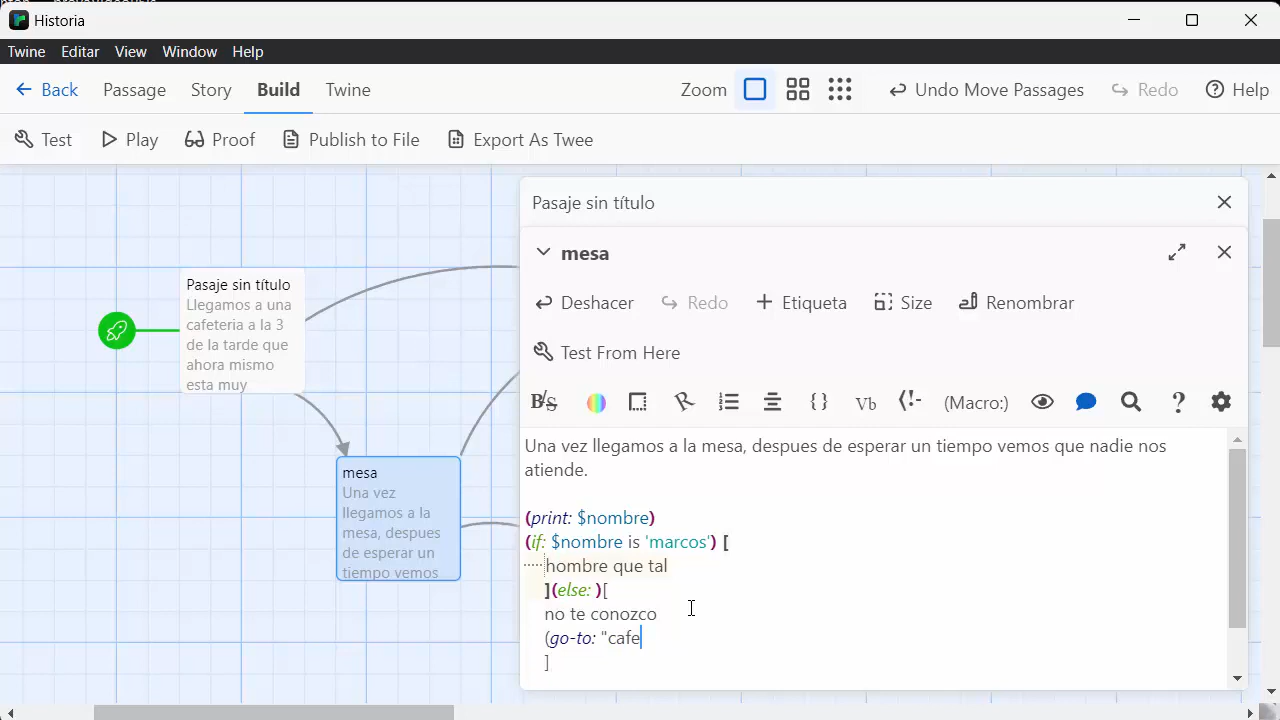 Historia
Twine Editar View Window Help
Back Passage Story Build Twine Zoom Undo Move Passages Redo Help
Test Play Proof Publish to File Export As Twee
Pasaje sin título
Llegamos a una
cafeteria a la 3
de la tarde que
ahora mismo
esta muy
mesa
Una vez
llegamos a la
mesa, despues
de esperar un
tiempo vemos
Pasaje sin título
mesa
Deshacer Redo Etiqueta Size Renombrar
Test From Here
(Macro:)
Una vez llegamos a la mesa, despues de esperar un tiempo vemos que nadie nos
atiende.
(print: $nombre)
(if: $nombre is 'marcos') [
hombre que tal
](else: )[
no te conozco
(go-to: "cafe
]